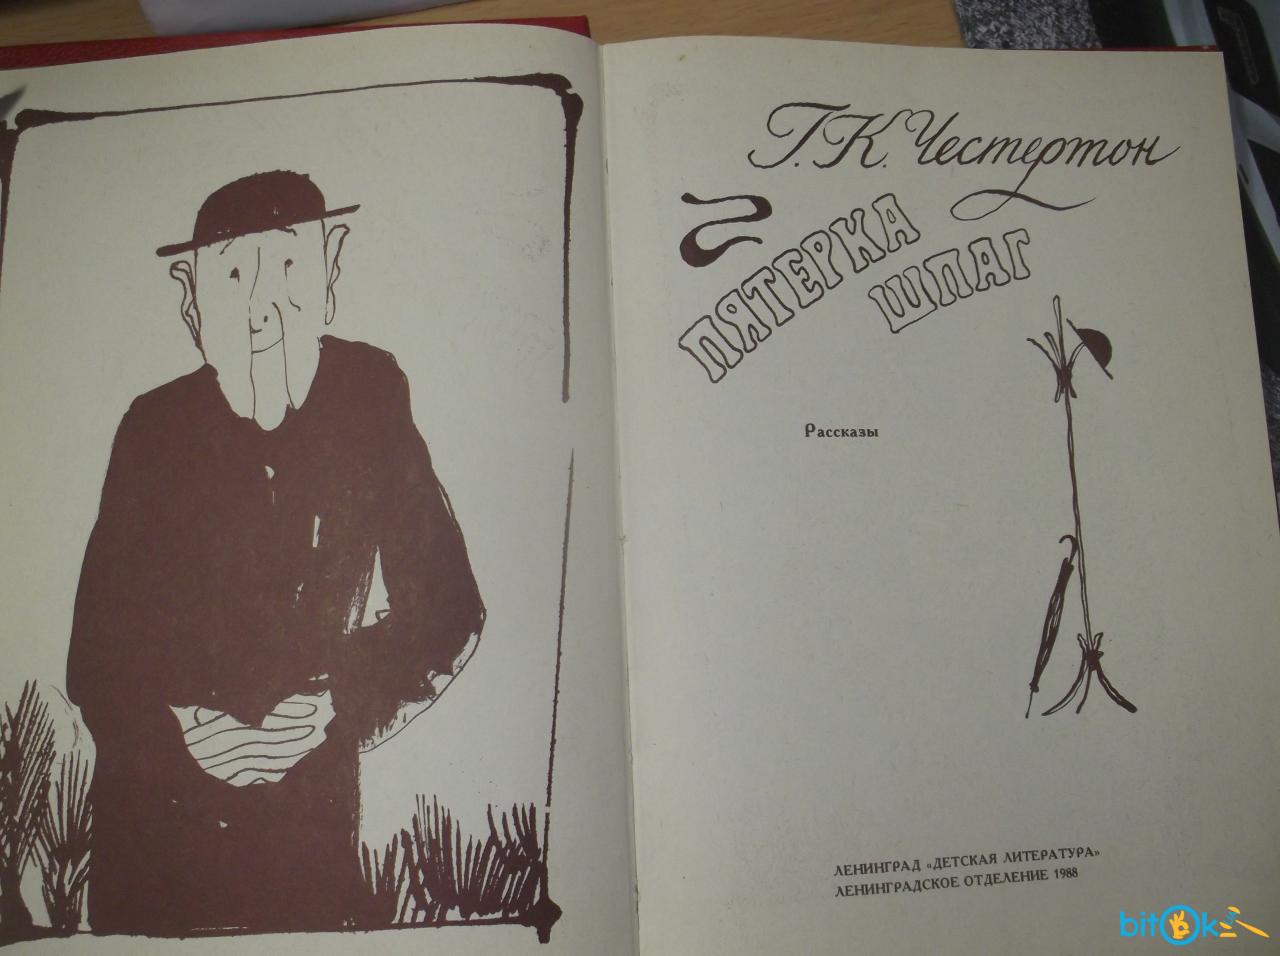 Г. К. Честертон
ПЯТЕРКА
ШПАГ
Рассказы
ЛЕНИНГРАД «ДЕТСКАЯ ЛИТЕРАТУРА»
ЛЕНИНГРАДСКОЕ ОТДЕЛЕНИЕ 1988
bitOk